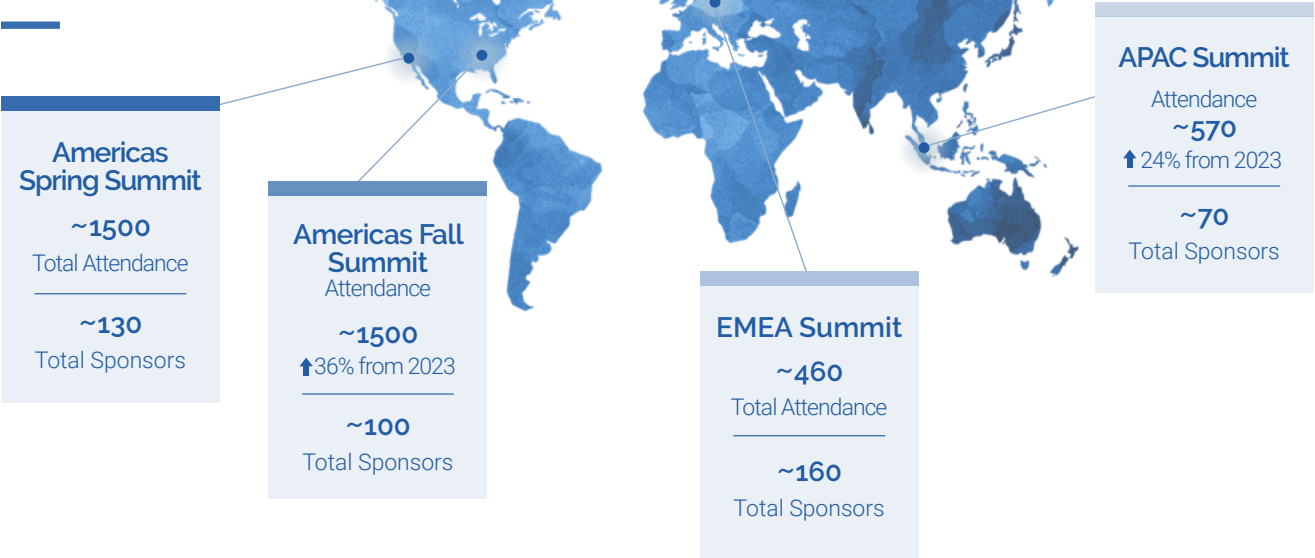 Americas
Spring Summit
~1500
Total Attendance
~130
Total Sponsors
Americas Fall
Summit
Attendance
~1500
36% from 2023
~100
Total Sponsors
EMEA Summit
~460
Total Attendance
~160
Total Sponsors
APAC Summit
Attendance
~570
24% from 2023
~70
Total Sponsors